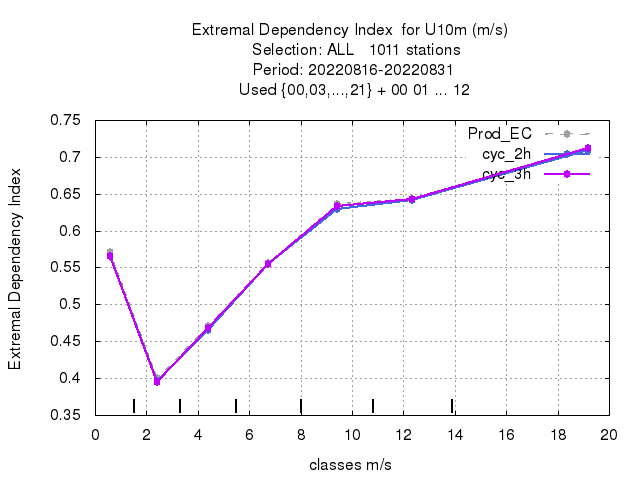 Extremal Dependency Index  for U10m (m/s)
Selection: ALL   1011 stations
Period: 20220816-20220831
Used {00,03,...,21} + 00 01 ... 12
Extremal Dependency Index
0.75
0.7
0.65
0.6
0.55
0.5
0.45
0.4
0.35
Prod_EC
cyc_2h
cyc_3h
0 2 4 6 8 10 12 14 16 18 20
classes m/s